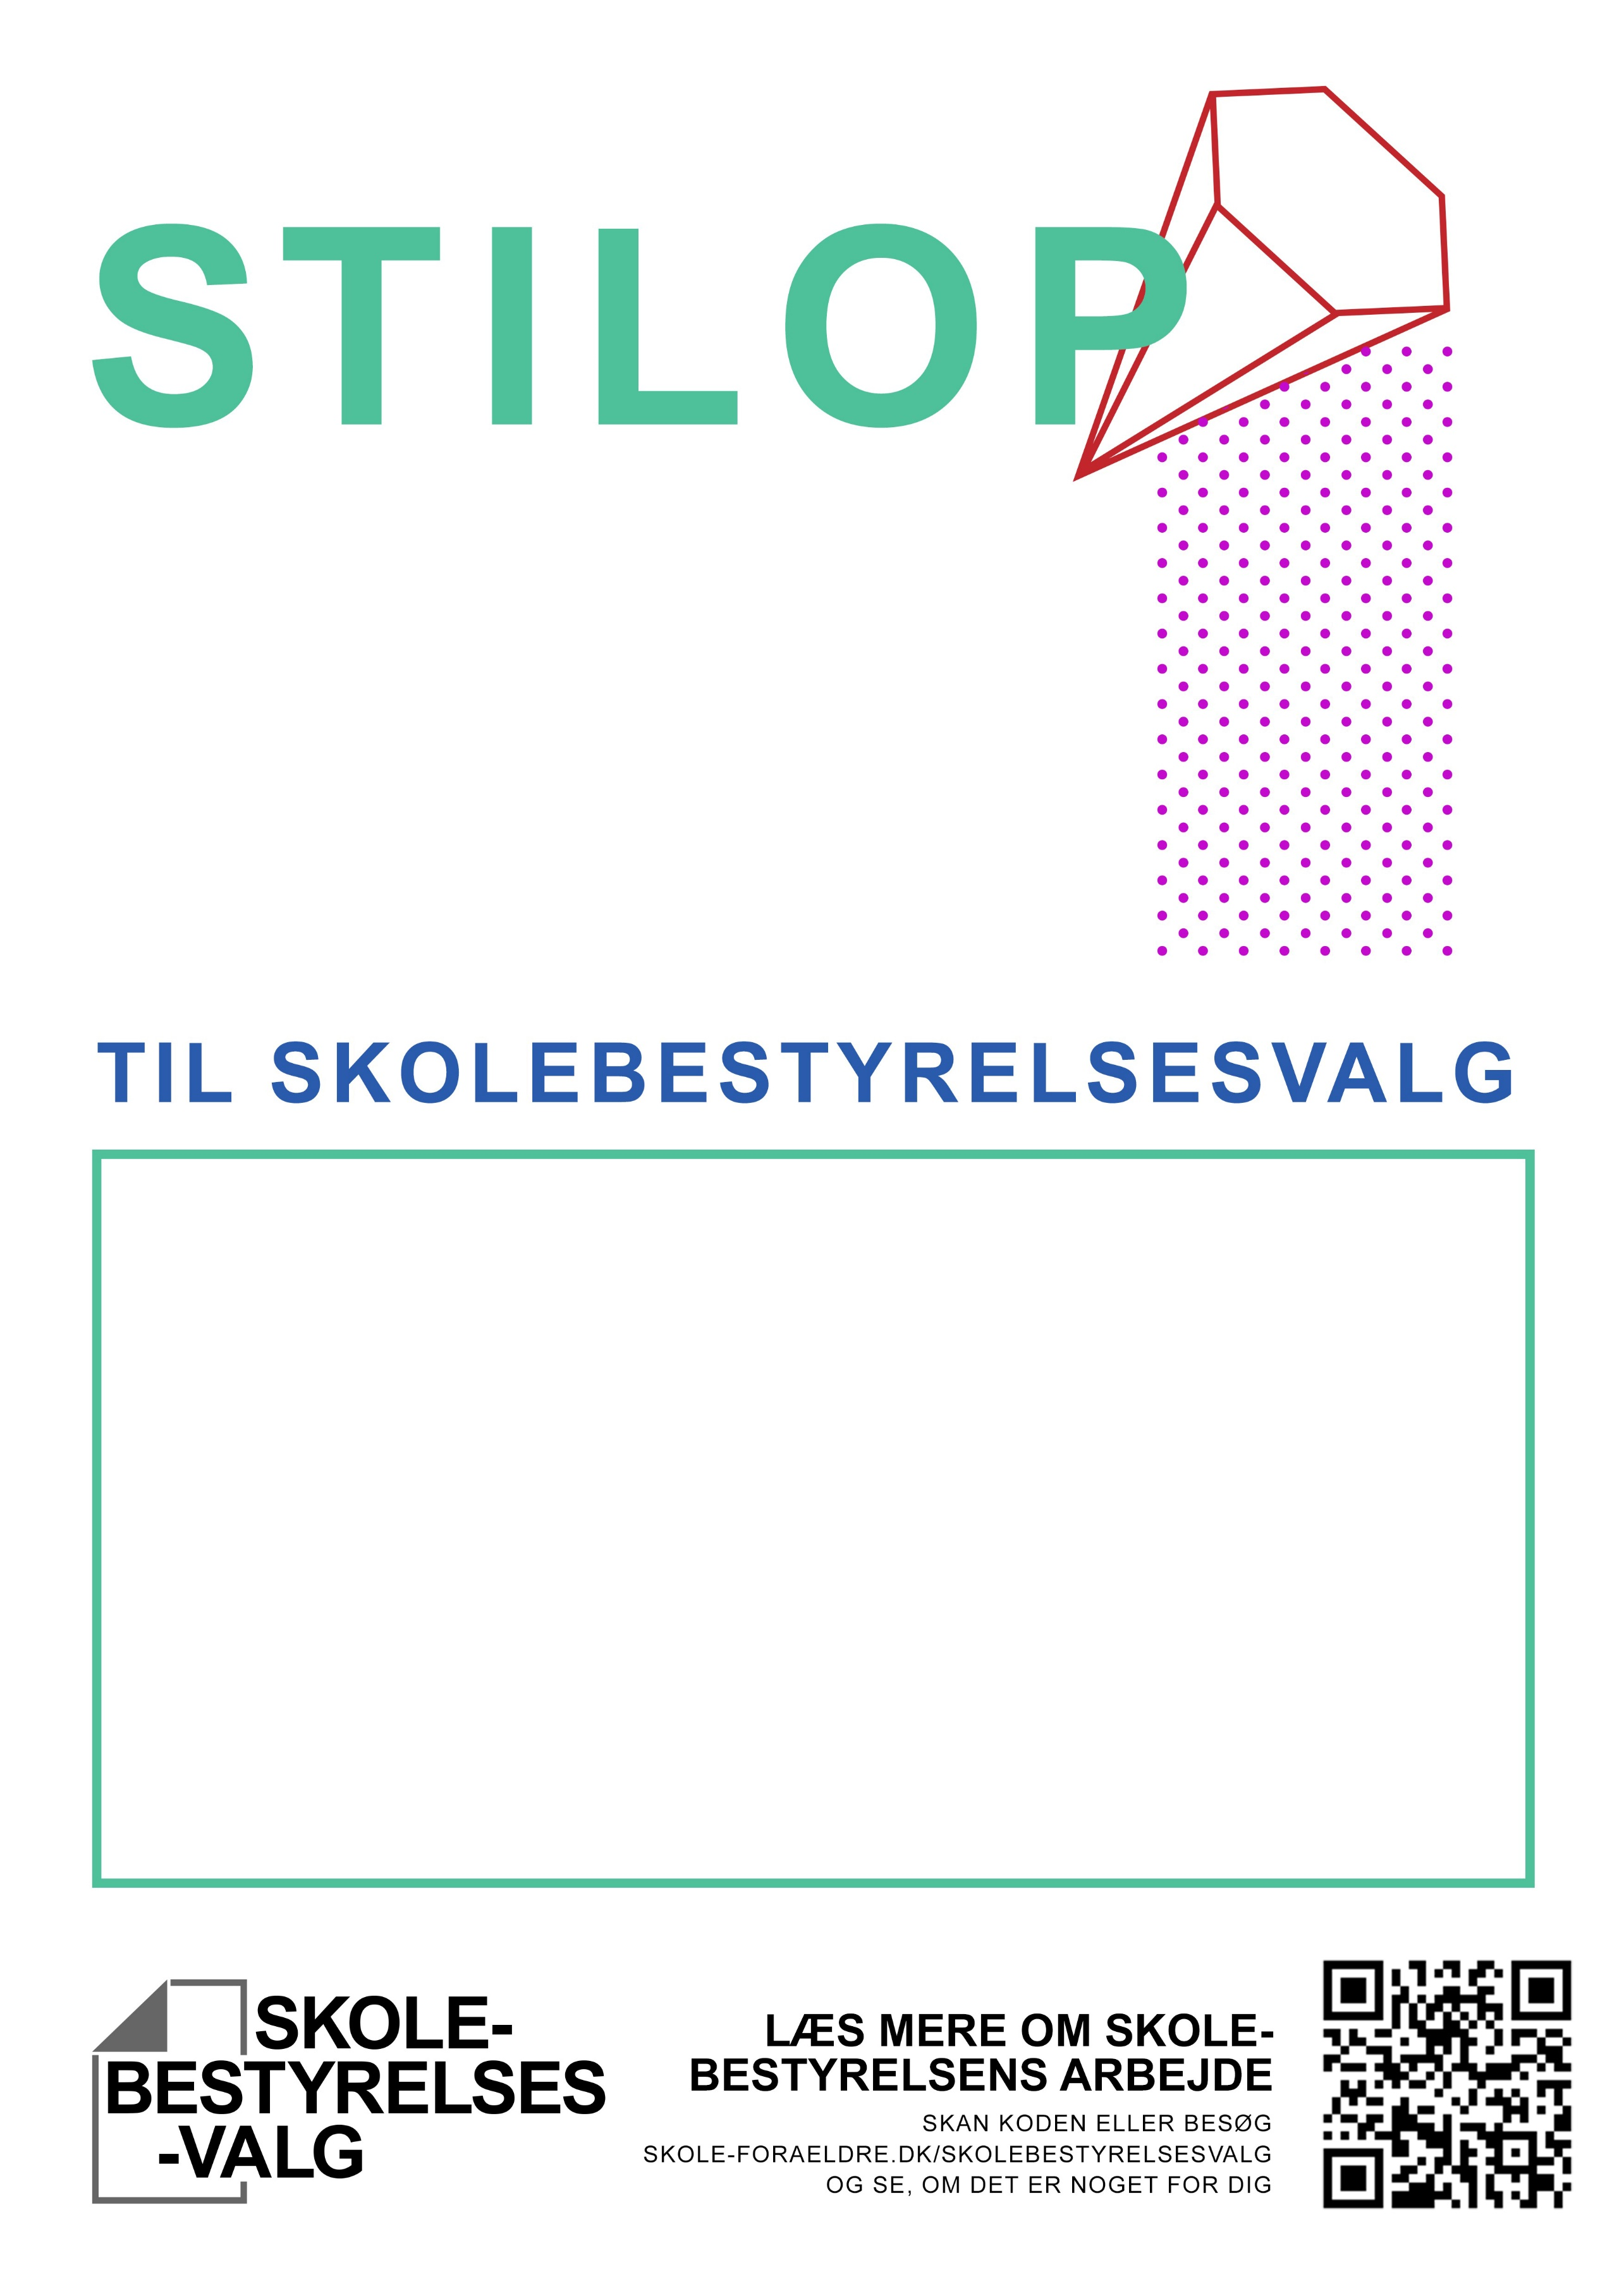 STILOP
TIL SKOLEBESTYRELSESVALG
SKOLE-
BESTYRELSES
-VALG
LÆS MERE OM SKOLE-
BESTYRELSENS ARBEJDE
SKAN KODEN ELLER BESØG
SKOLE-FORAELDRE.DK/SKOLEBESTYRELSESVALG
OG SE, OM DET ER NOGET FOR DIG